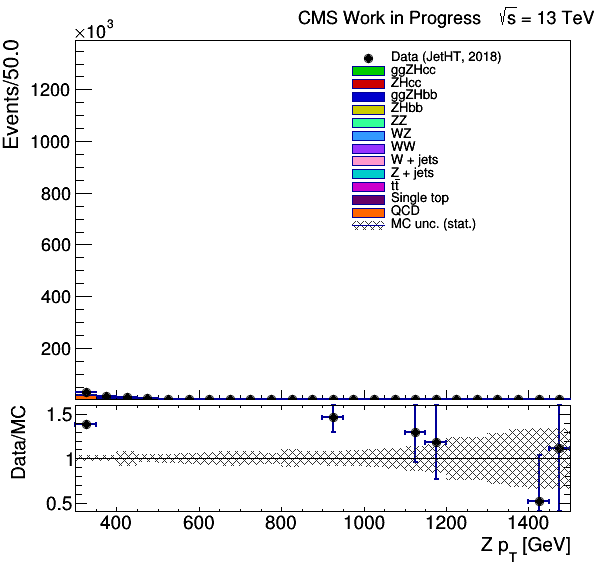 CMS Work in Progress √s = 13 TeV
×10³
Events/50.0
1200
1000
800
600
400
200
Data (JetHT, 2018)
ggZHcc
ZHcc
ggZHbb
ZHbb
ZZ
WZ
WW
W + jets
Z + jets
tt̄
Single top
QCD
MC unc. (stat.)
Data/MC
1.5
1
0.5
400 600 800 1000 1200 1400
Z p_T [GeV]